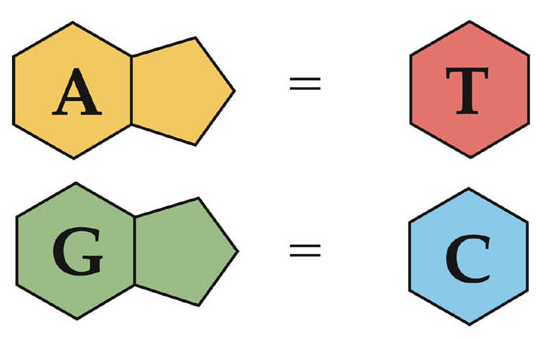 A = T
G = C